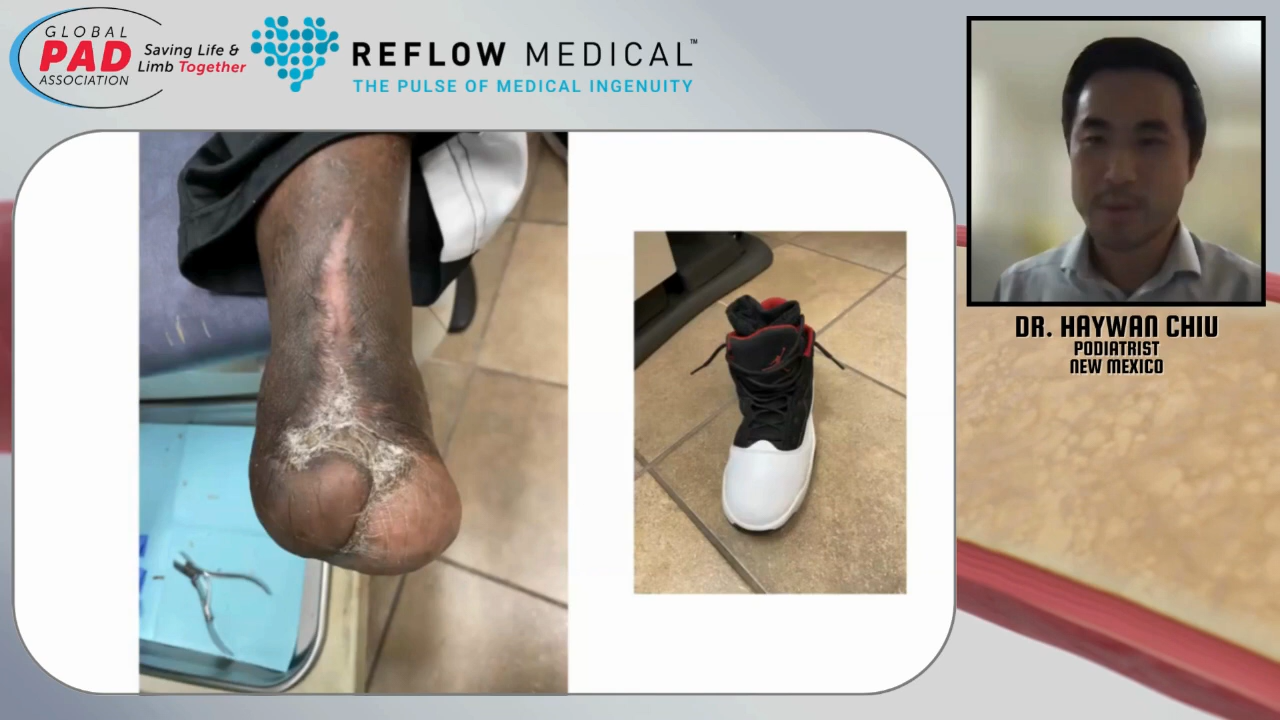 GLOBAL
PAD
ASSOCIATION
Saving Life &
Limb Together
REFLOW MEDICAL™
THE PULSE OF MEDICAL INGENUITY
DR. HAYWAN CHIU
PODIATRIST
NEW MEXICO